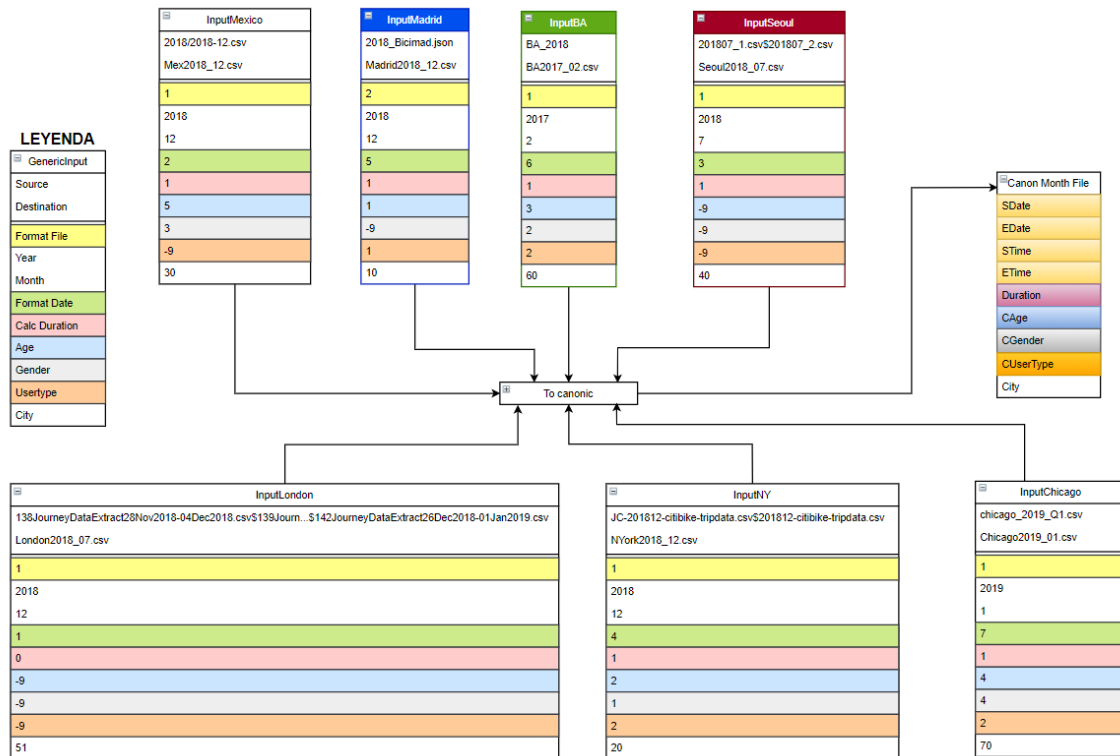 InputMexico
2018/2018-12.csv
Mex2018_12.csv
1
2018
12
2
1
5
3
-9
30
InputMadrid
2018_Bicimad.json
Madrid2018_12.csv
2
2018
12
5
1
1
-9
1
10
InputBA
BA_2018
BA2017_02.csv
1
2017
2
6
1
3
2
2
60
InputSeoul
201807_1.csv$201807_2.csv
Seoul2018_07.csv
1
2018
7
3
1
-9
-9
-9
40
LEYENDA
GenericInput
Source
Destination
Format File
Year
Month
Format Date
Calc Duration
Age
Gender
Usertype
City
Canon Month File
SDate
EDate
STime
ETime
Duration
CAge
CGender
CUserType
City
To canonic
InputLondon
138JourneyDataExtract28Nov2018-04Dec2018.csv$139Journ...$142JourneyDataExtract26Dec2018-01Jan2019.csv
London2018_07.csv
1
2018
12
1
0
-9
-9
-9
51
InputNY
JC-201812-citibike-tripdata.csv$201812-citibike-tripdata.csv
NYork2018_12.csv
1
2018
12
4
1
2
1
2
20
InputChicago
chicago_2019_Q1.csv
Chicago2019_01.csv
1
2019
1
7
1
4
4
2
70